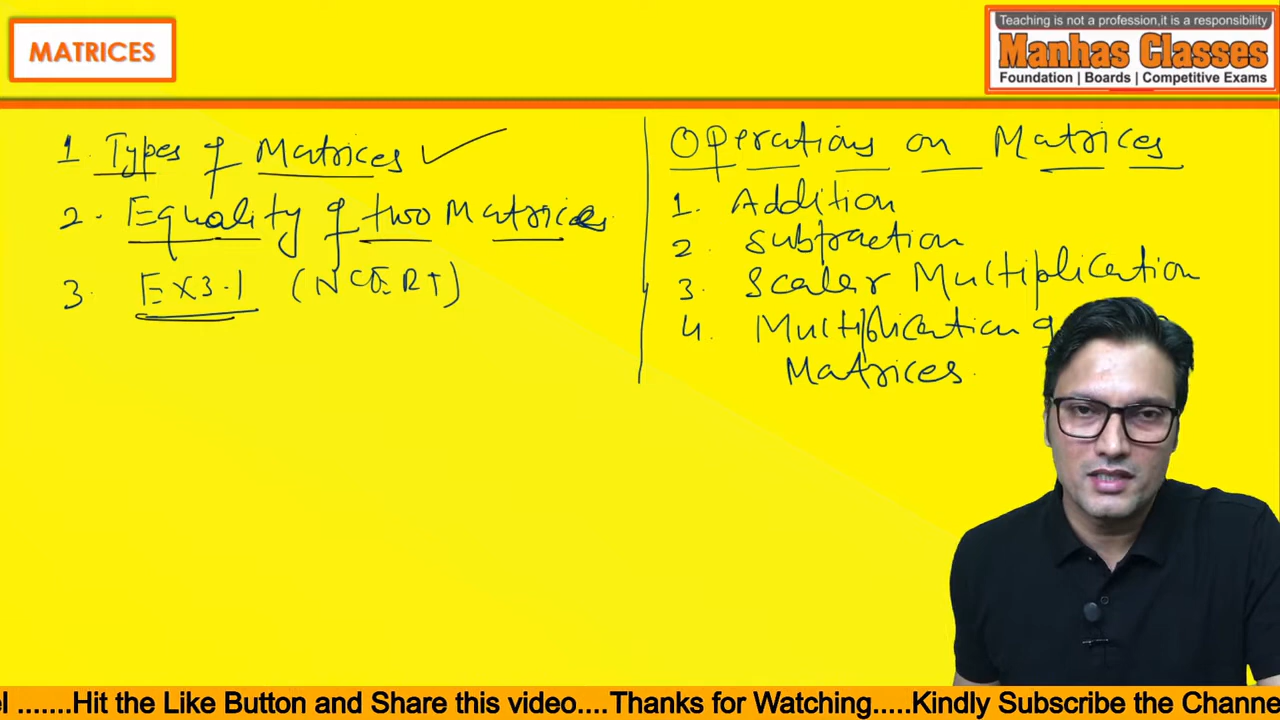 MATRICES
Teaching is not a profession,it is a responsibility
Manhas Classes
Foundation | Boards | Competitive Exams
1. Types of Matrices ✓
2. Equality of two Matrices
3. EX3.1 (NCERT)
Operations on Matrices
1. Addition
2. Subtraction
3. Scaler Multiplication
4. Multiplication of
Matrices.
el .......Hit the Like Button and Share this video....Thanks for Watching.....Kindly Subscribe the Channe